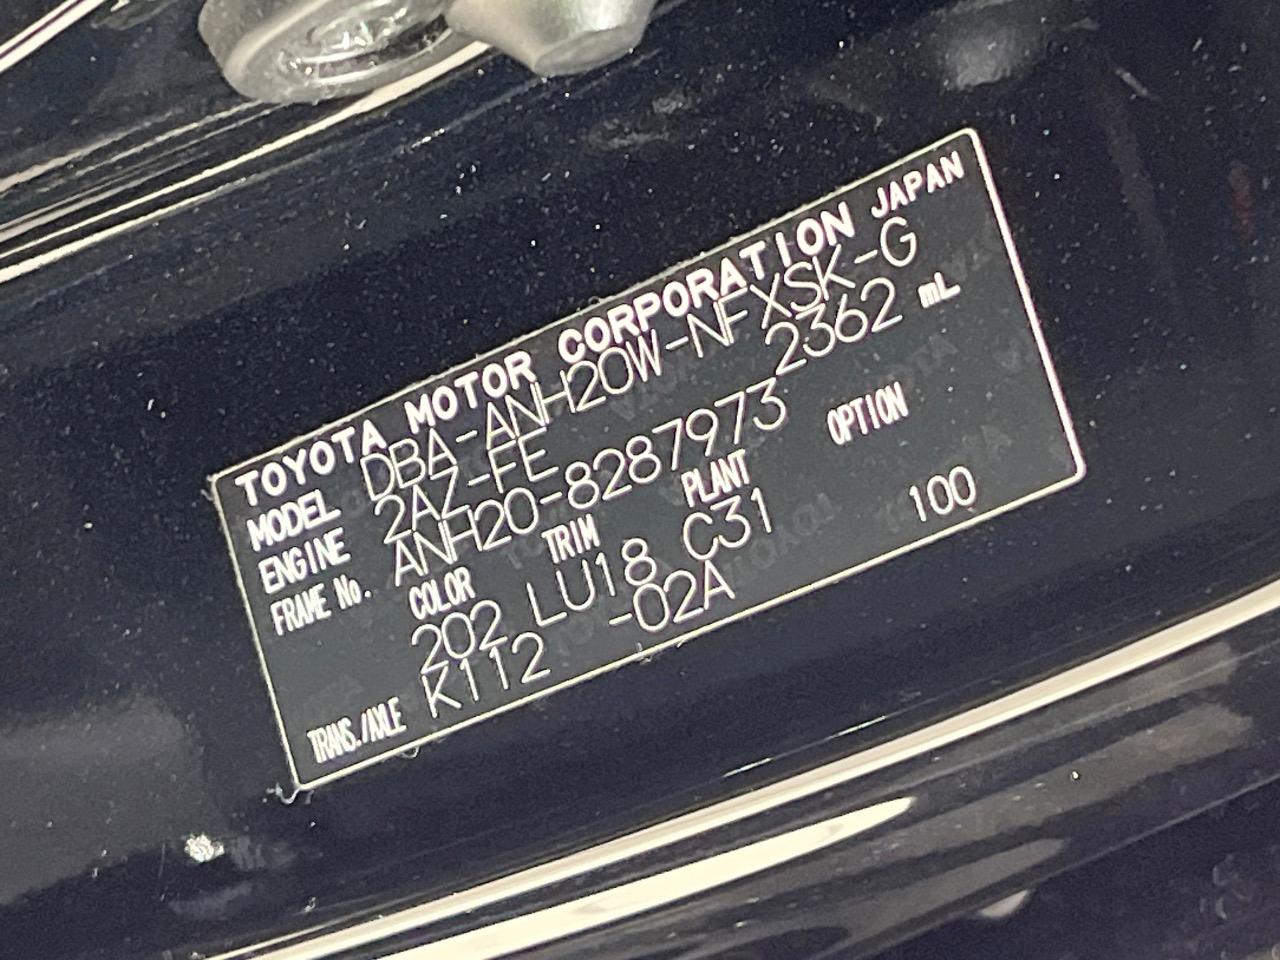 TOYOTA MOTOR CORPORATION JAPAN
MODEL DBA-ANH20W-NFXSK-G
ENGINE 2AZ-FE 2362 mL
FRAME No. ANH20-8287973
COLOR TRIM PLANT OPTION
202 LU18 C31 100
TRANS./AXLE K112 -02A